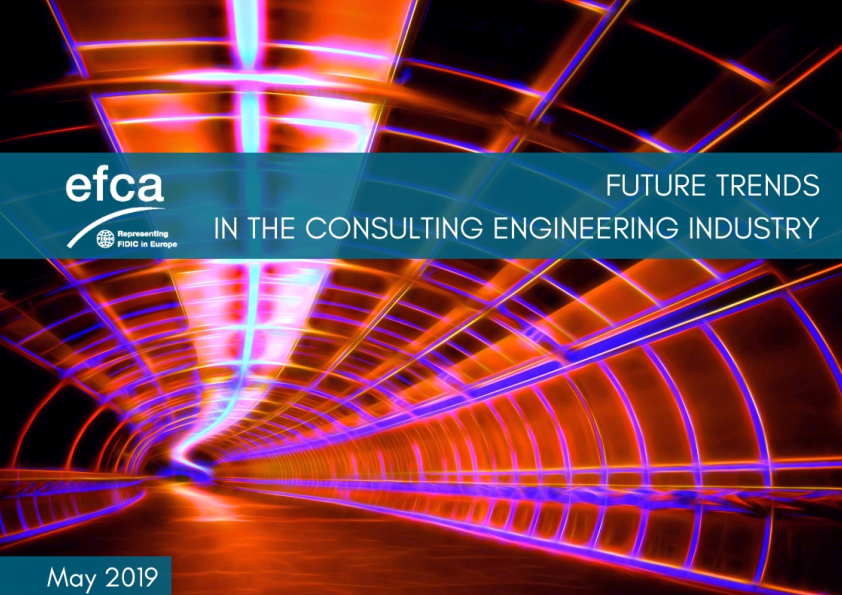 efca
Representing
FIDIC in Europe
FUTURE TRENDS
IN THE CONSULTING ENGINEERING INDUSTRY
May 2019